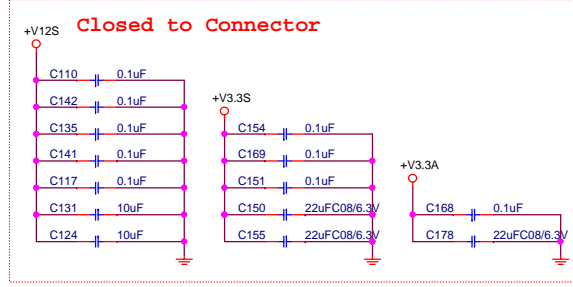 Closed to Connector
+V12S
C110 0.1uF
C142 0.1uF
C135 0.1uF
C141 0.1uF
C117 0.1uF
C131 10uF
C124 10uF
+V3.3S
C154 0.1uF
C169 0.1uF
C151 0.1uF
C150 22uFC08/6.3V
C155 22uFC08/6.3V
+V3.3A
C168 0.1uF
C178 22uFC08/6.3V